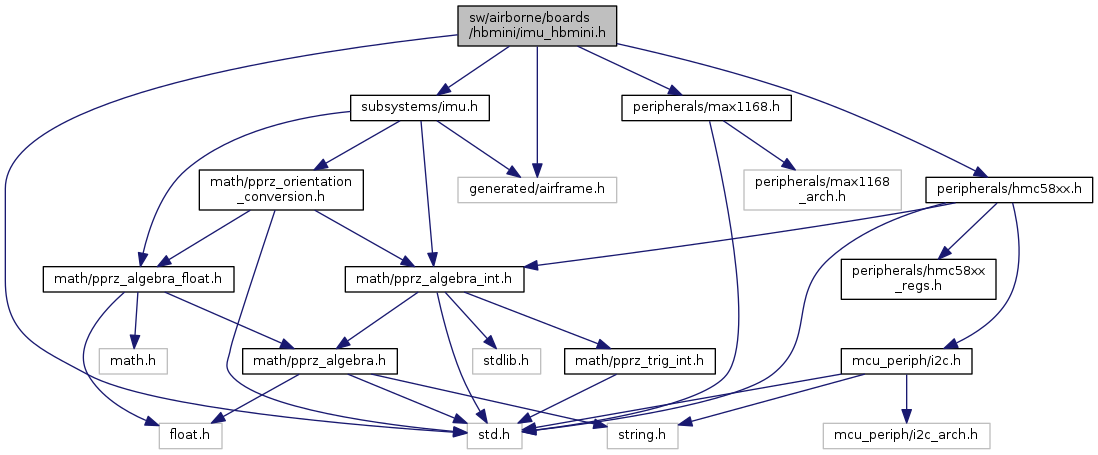 sw/airborne/boards
/hbmini/imu_hbmini.h
subsystems/imu.h
peripherals/max1168.h
math/pprz_orientation
_conversion.h
generated/airframe.h
peripherals/max1168
_arch.h
peripherals/hmc58xx.h
math/pprz_algebra_float.h
math/pprz_algebra_int.h
peripherals/hmc58xx
_regs.h
math.h
math/pprz_algebra.h
stdlib.h
math/pprz_trig_int.h
mcu_periph/i2c.h
float.h
std.h
string.h
mcu_periph/i2c_arch.h